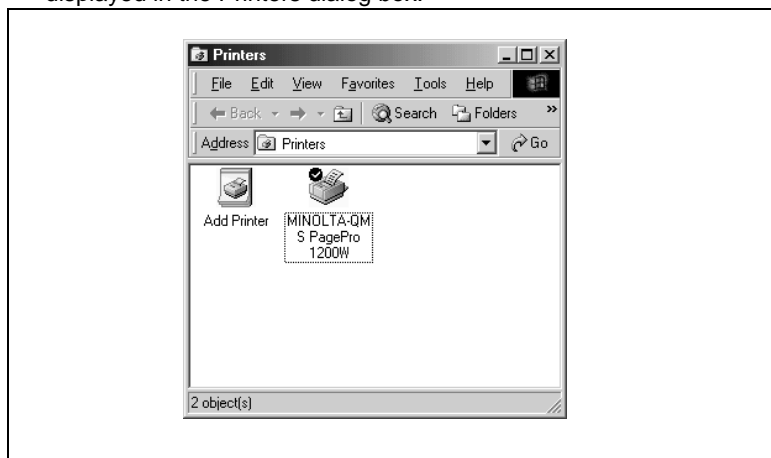 displayed in the Printers dialog box.
Printers
File Edit View Favorites Tools Help
Back Search Folders »
Address Printers Go
Add Printer
MINOLTA-QM
S PagePro
1200W
2 object(s)